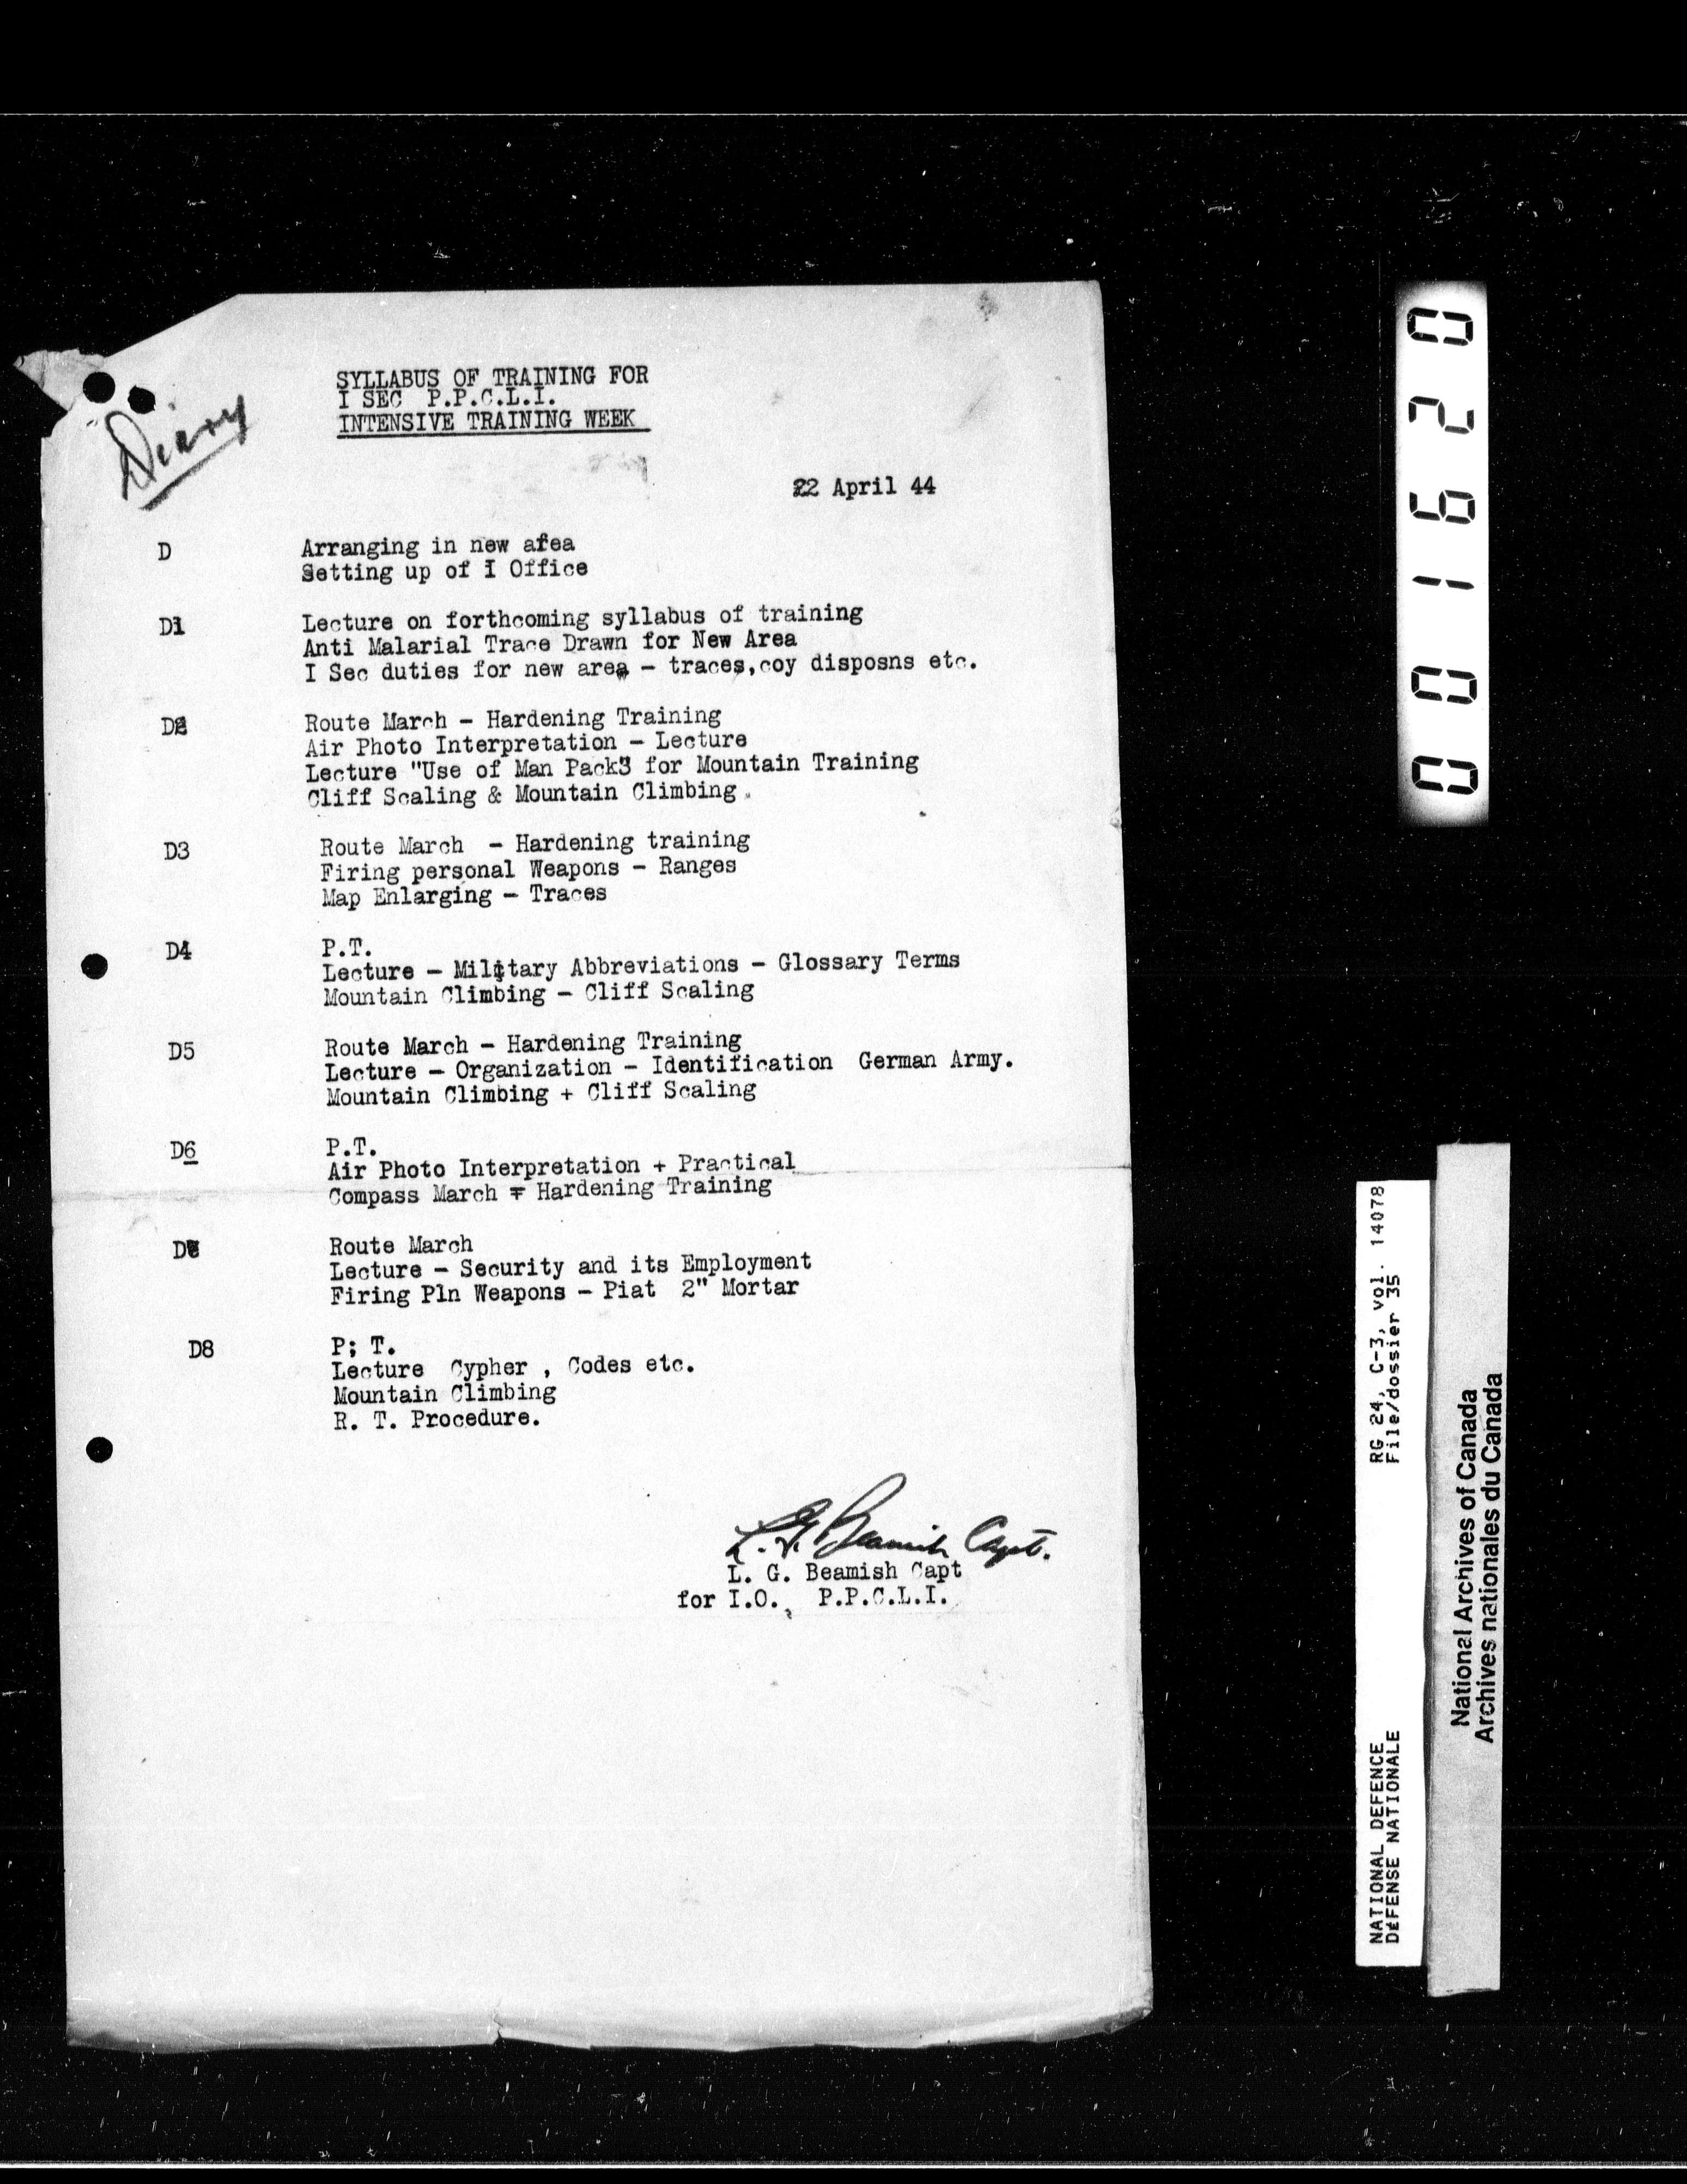 Diary
SYLLABUS OF TRAINING FOR
I SEC P.P.C.L.I.
INTENSIVE TRAINING WEEK
22 April 44
D Arranging in new area
Setting up of I Office
D1 Lecture on forthcoming syllabus of training
Anti Malarial Trace Drawn for New Area
I Sec duties for new area - traces,coy disposns etc.
D2 Route March - Hardening Training
Air Photo Interpretation - Lecture
Lecture "Use of Man Pack" for Mountain Training
Cliff Scaling & Mountain Climbing.
D3 Route March - Hardening training
Firing personal Weapons - Ranges
Map Enlarging - Traces
D4 P.T.
Lecture - Military Abbreviations - Glossary Terms
Mountain Climbing - Cliff Scaling
D5 Route March - Hardening Training
Lecture - Organization - Identification German Army.
Mountain Climbing + Cliff Scaling
D6 P.T.
Air Photo Interpretation + Practical
Compass March - Hardening Training
D7 Route March
Lecture - Security and its Employment
Firing Pln Weapons - Piat 2" Mortar
D8 P; T.
Lecture Cypher , Codes etc.
Mountain Climbing
R. T. Procedure.
L. G. Beamish Capt.
L. G. Beamish Capt
for I.O., P.P.C.L.I.
001620
NATIONAL DEFENCE RG 24, C-3, vol. 14078
DÉFENSE NATIONALE File/dossier 35
National Archives of Canada
Archives nationales du Canada